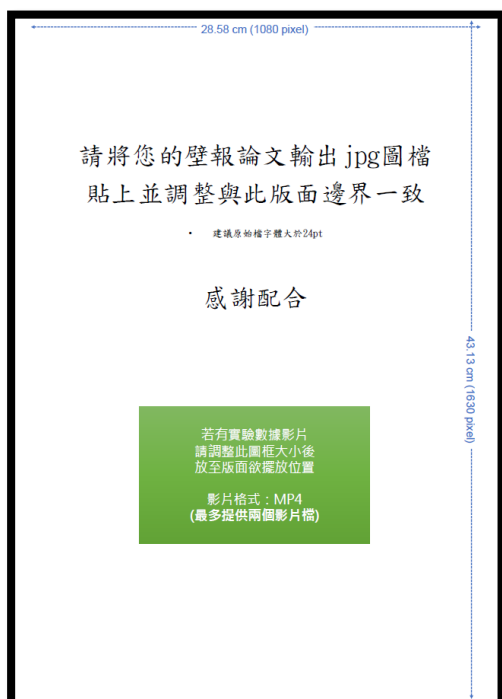 28.58 cm (1080 pixel)
請將您的壁報論文輸出jpg圖檔
貼上並調整與此版面邊界一致
• 建議原始檔字體大於24pt
感謝配合
43.13 cm (1630 pixel)
若有實驗數據影片
請調整此圖框大小後
放至版面欲擺放位置
影片格式：MP4
(最多提供兩個影片檔)